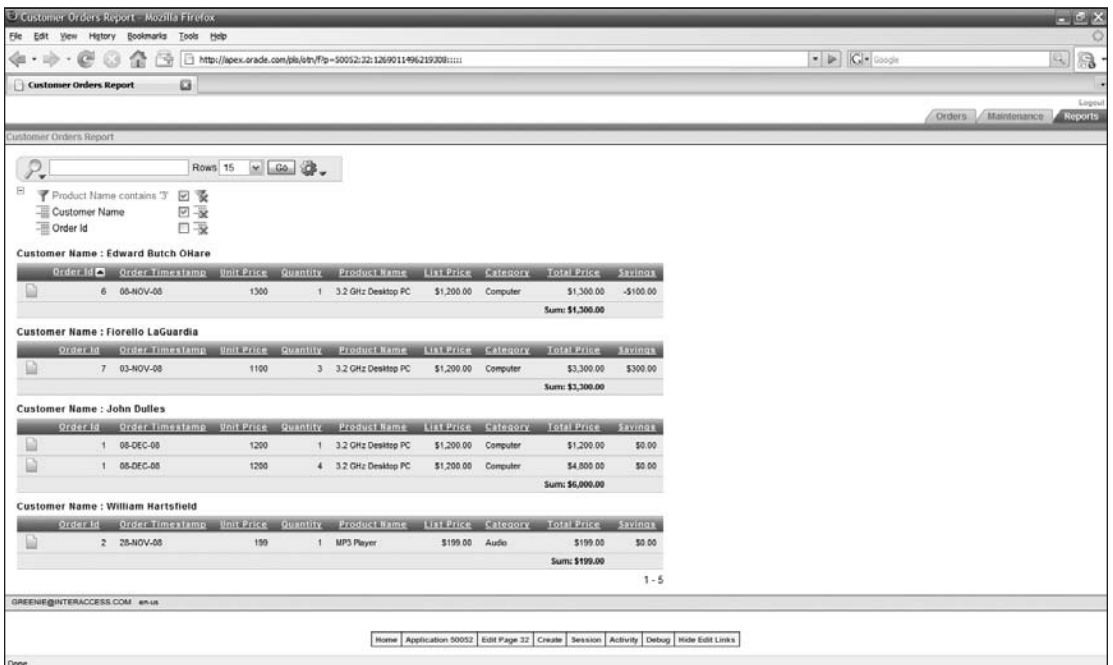 Customer Orders Report - Mozilla Firefox
File Edit View History Bookmarks Tools Help
http://apex.oracle.com/pls/otn/f?p=50052:32:1269011496219308::::: Google
Customer Orders Report
Logout
Orders Maintenance Reports
Customer Orders Report
Rows 15 Go
Product Name contains '3'
Customer Name
Order Id
Customer Name : Edward Butch OHare
Order Id Order Timestamp Unit Price Quantity Product Name List Price Category Total Price Savings
6 08-NOV-08 1300 1 3.2 GHz Desktop PC $1,200.00 Computer $1,300.00 -$100.00
Sum: $1,300.00
Customer Name : Fiorello LaGuardia
Order Id Order Timestamp Unit Price Quantity Product Name List Price Category Total Price Savings
7 03-NOV-08 1100 3 3.2 GHz Desktop PC $1,200.00 Computer $3,300.00 $300.00
Sum: $3,300.00
Customer Name : John Dulles
Order Id Order Timestamp Unit Price Quantity Product Name List Price Category Total Price Savings
1 08-DEC-08 1200 1 3.2 GHz Desktop PC $1,200.00 Computer $1,200.00 $0.00
1 08-DEC-08 1200 4 3.2 GHz Desktop PC $1,200.00 Computer $4,800.00 $0.00
Sum: $6,000.00
Customer Name : William Hartsfield
Order Id Order Timestamp Unit Price Quantity Product Name List Price Category Total Price Savings
2 28-NOV-08 199 1 MP3 Player $199.00 Audio $199.00 $0.00
Sum: $199.00
1 - 5
GREENIE@INTERACCESS.COM en-us
Home Application 50052 Edit Page 32 Create Session Activity Debug Hide Edit Links
Done